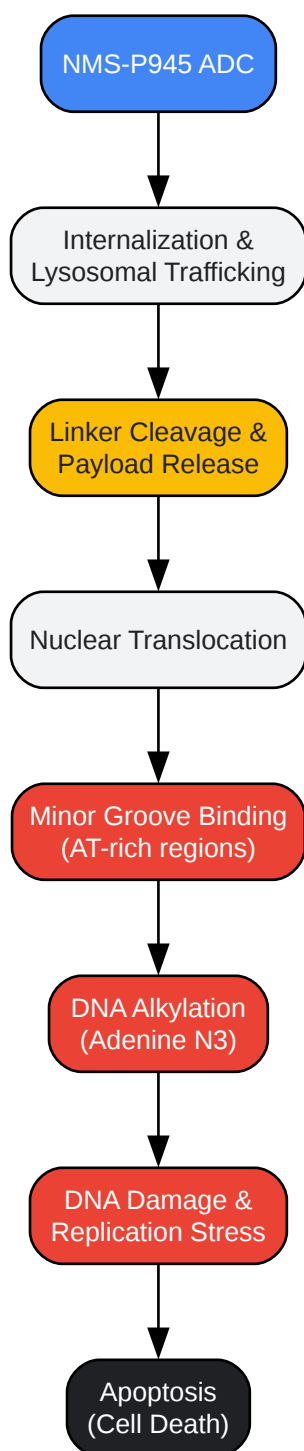 NMS-P945 ADC
Internalization &
Lysosomal Trafficking
Linker Cleavage &
Payload Release
Nuclear Translocation
Minor Groove Binding
(AT-rich regions)
DNA Alkylation
(Adenine N3)
DNA Damage &
Replication Stress
Apoptosis
(Cell Death)